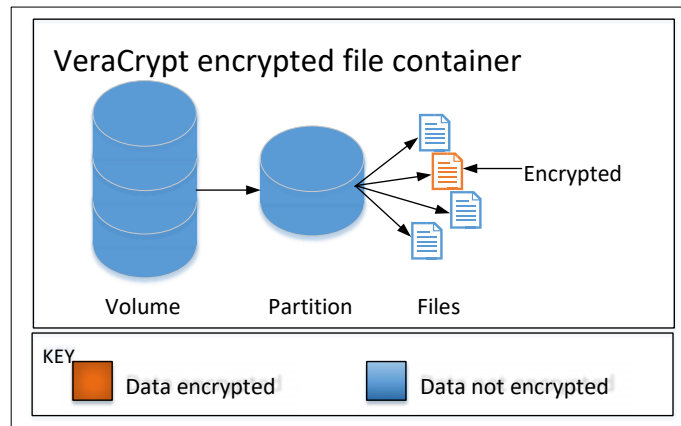 VeraCrypt encrypted file container
Encrypted
Volume Partition Files
KEY
Data encrypted Data not encrypted